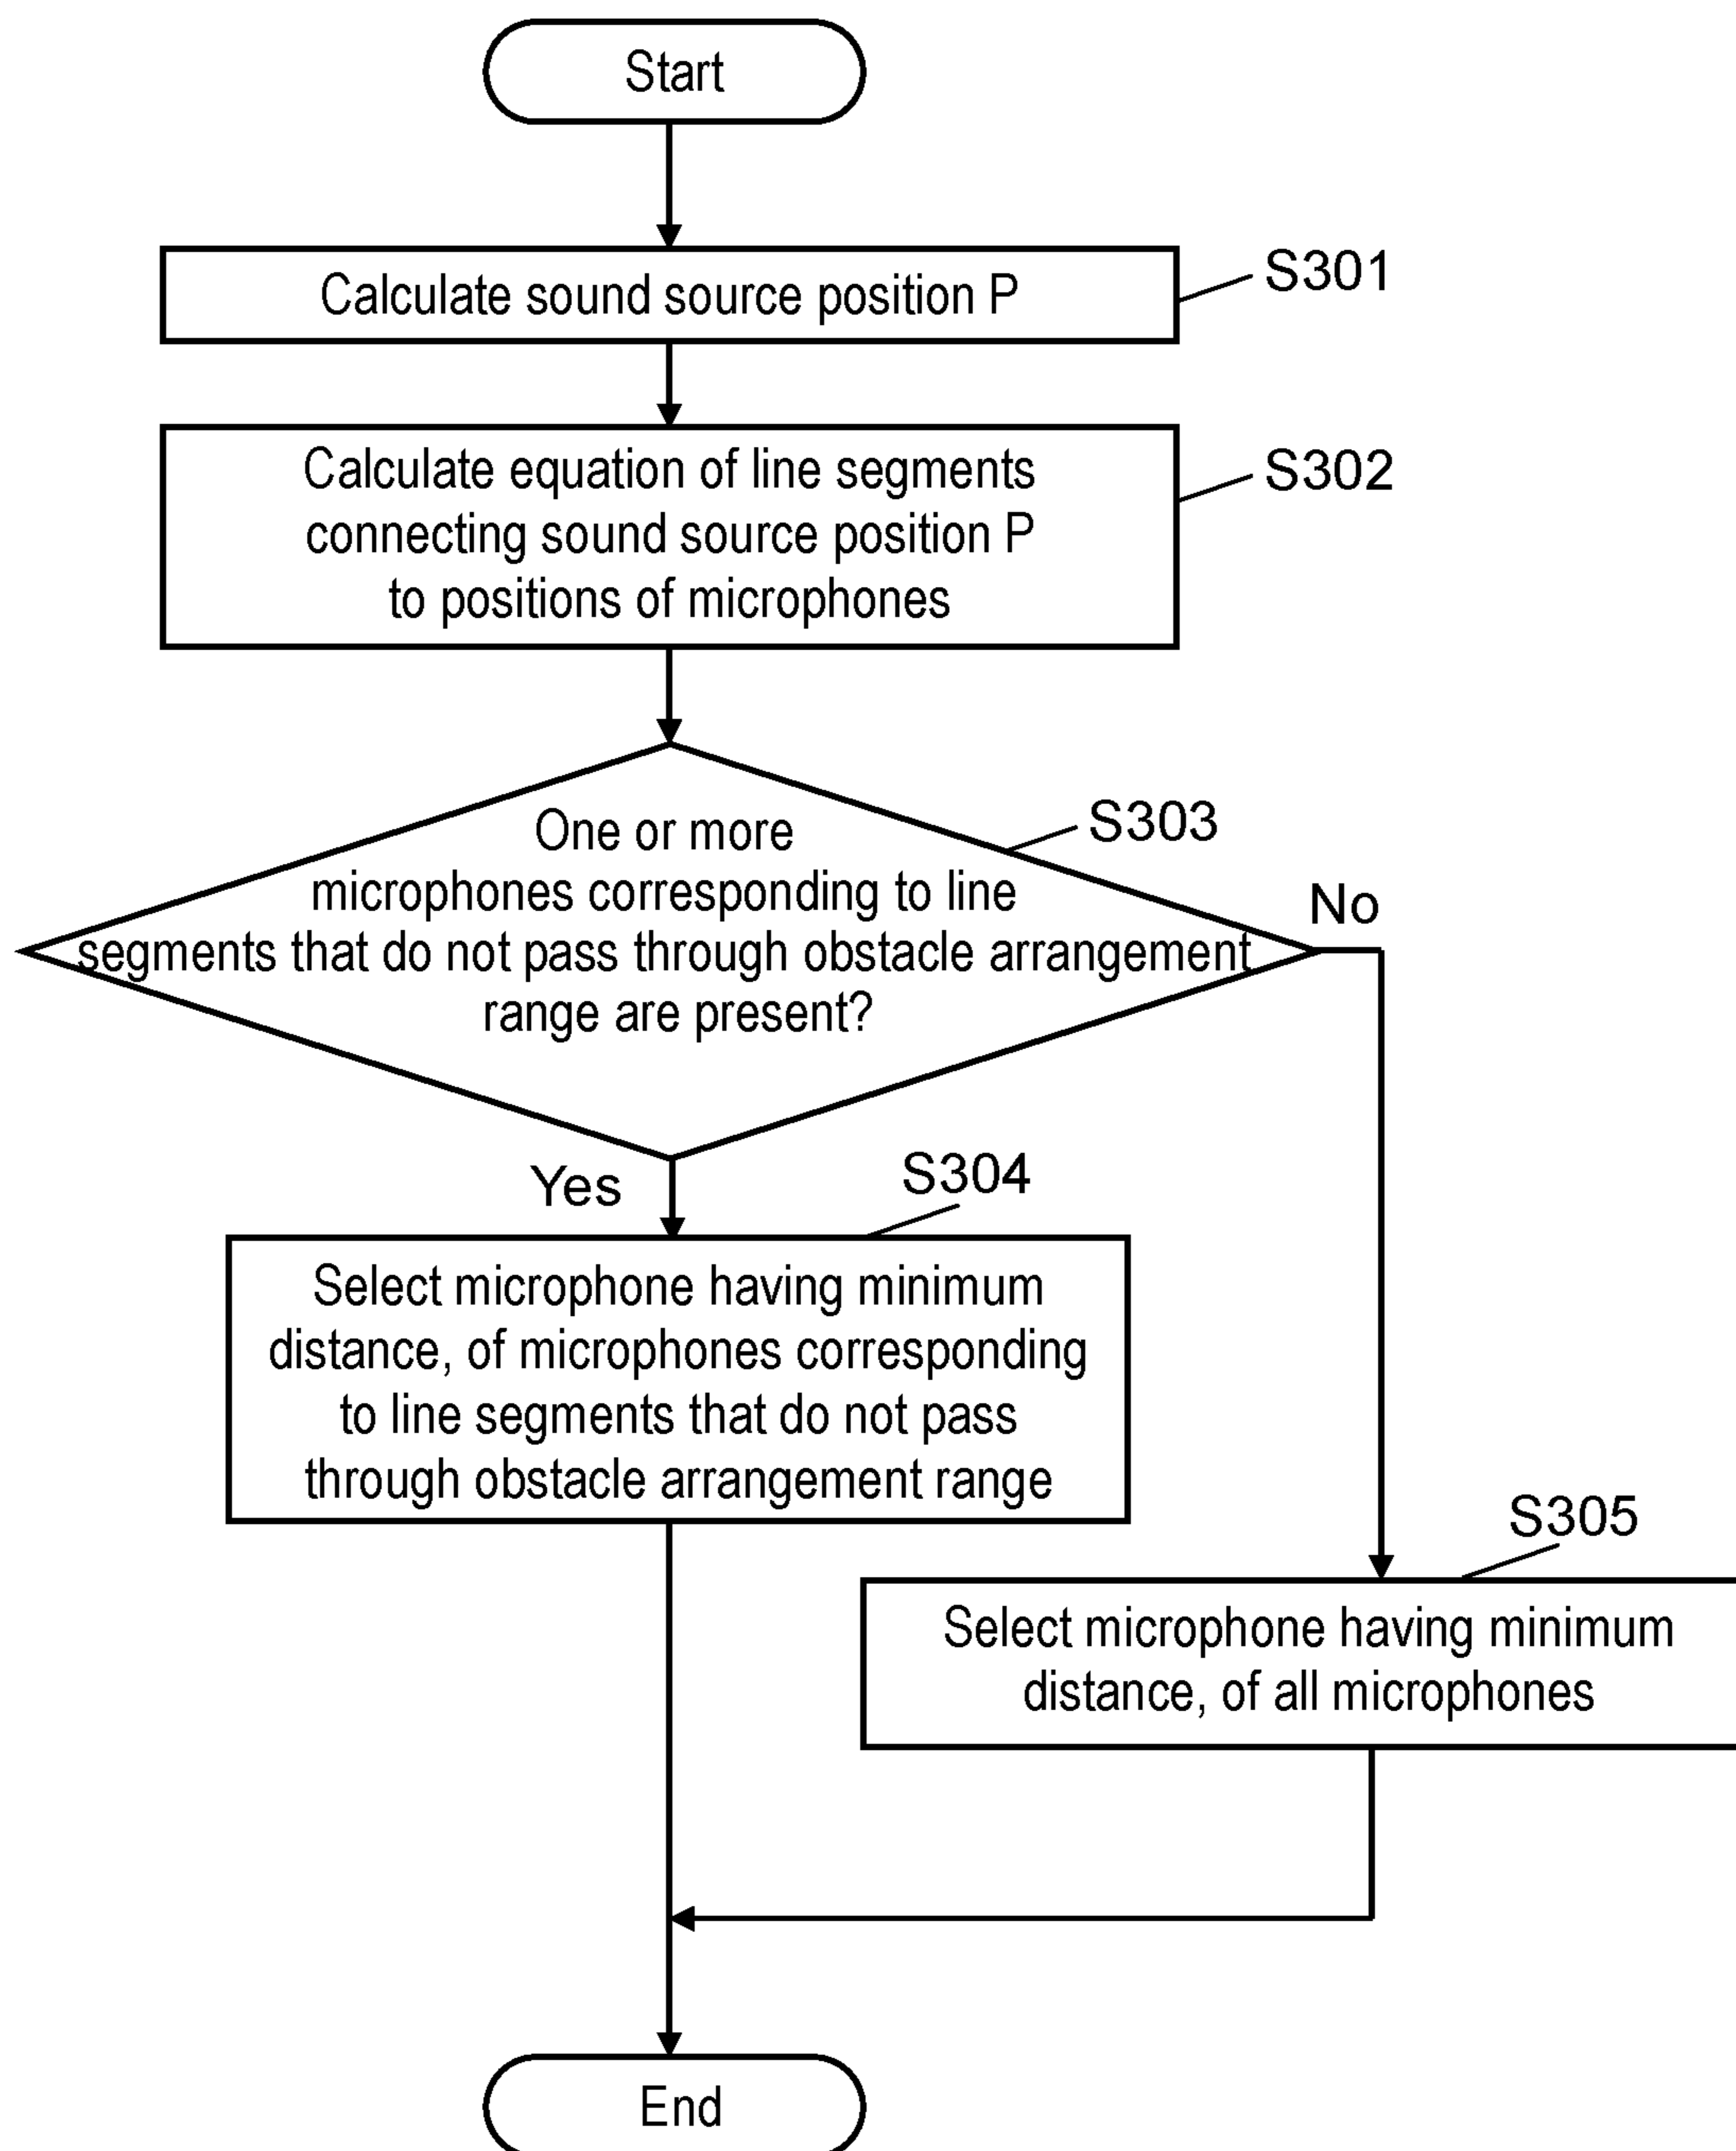 Start
Calculate sound source position P
S301
Calculate equation of line segments
connecting sound source position P
to positions of microphones
S302
One or more
microphones corresponding to line
segments that do not pass through obstacle arrangement
range are present?
S303
No
Yes
S304
Select microphone having minimum
distance, of microphones corresponding
to line segments that do not pass
through obstacle arrangement range
S305
Select microphone having minimum
distance, of all microphones
End